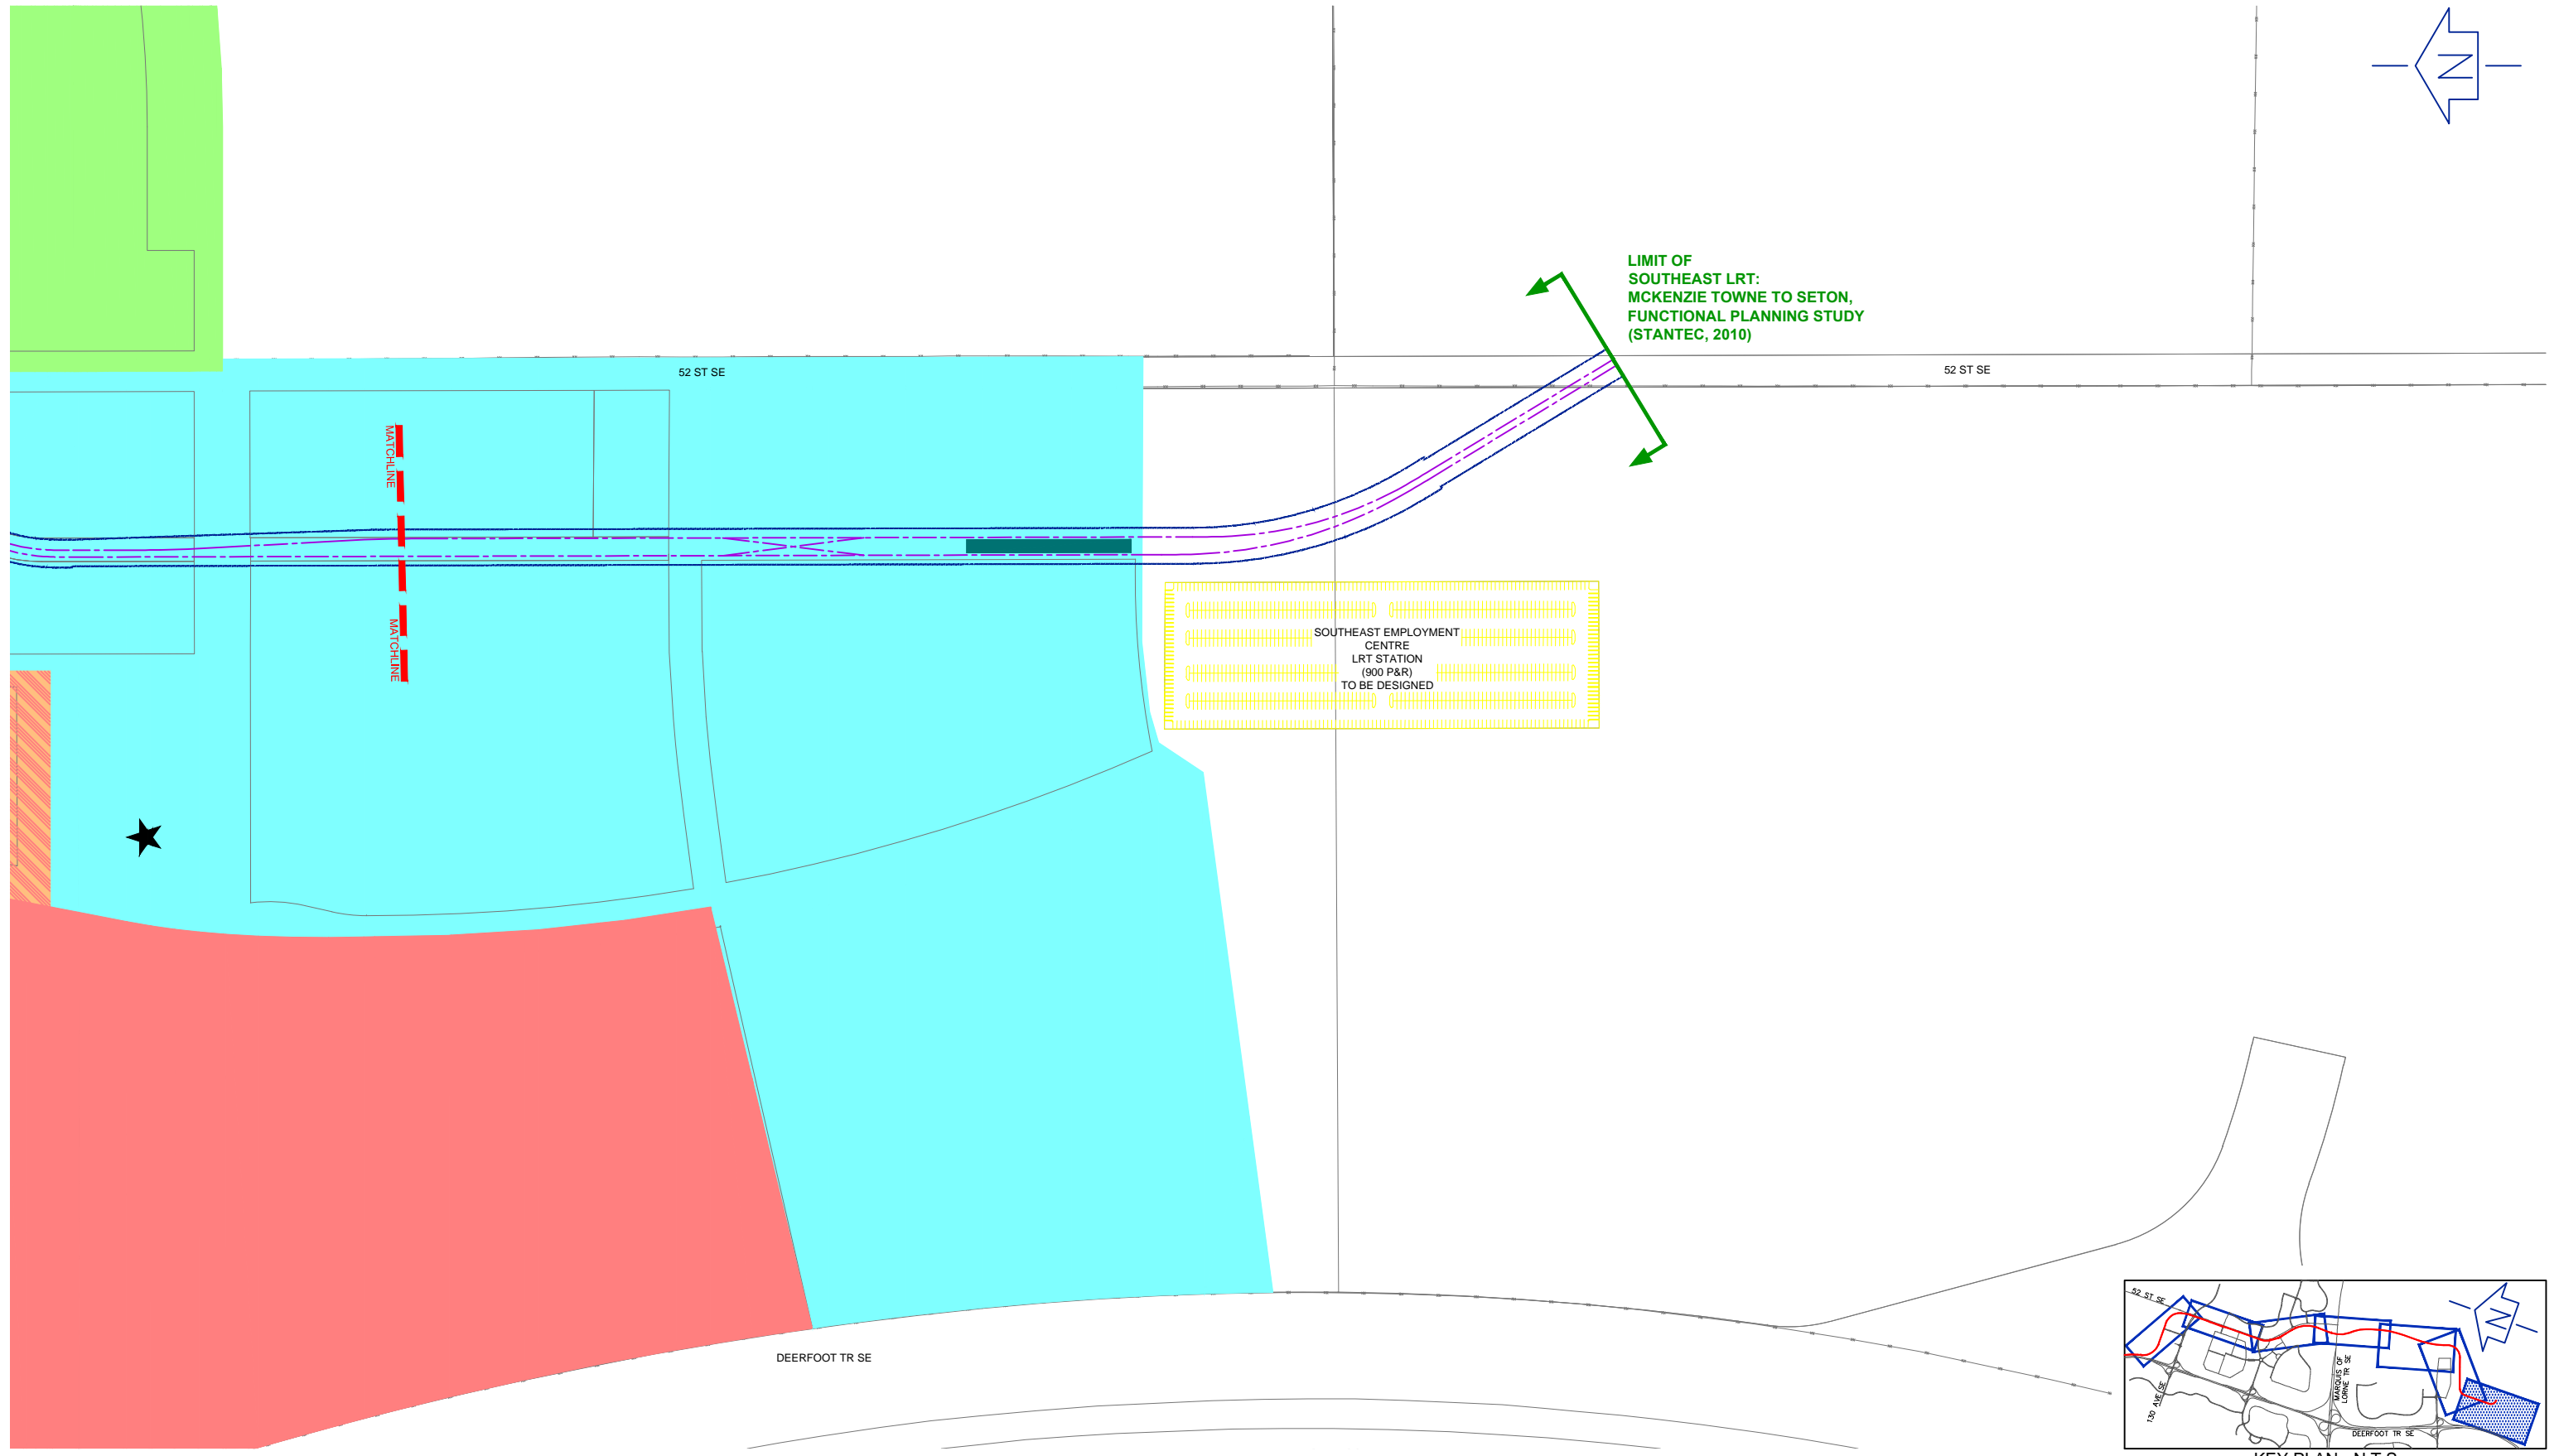 N
LIMIT OF
SOUTHEAST LRT:
MCKENZIE TOWNE TO SETON,
FUNCTIONAL PLANNING STUDY
(STANTEC, 2010)
52 ST SE
52 ST SE
MATCHLINE
MATCHLINE
SOUTHEAST EMPLOYMENT
CENTRE
LRT STATION
(900 P&R)
TO BE DESIGNED
DEERFOOT TR SE
52 ST SE
N
130 AVE SE
MARQUIS OF
LORNE TR SE
DEERFOOT TR SE
KEY PLAN - N.T.S.